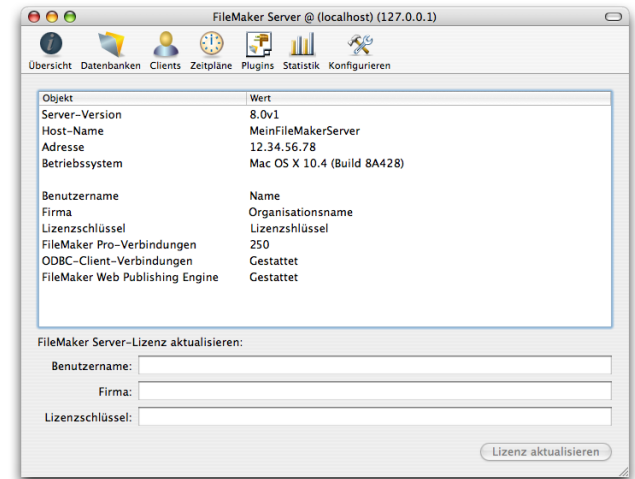 FileMaker Server @ (localhost) (127.0.0.1)
Übersicht Datenbanken Clients Zeitpläne Plugins Statistik Konfigurieren
Objekt Wert
Server-Version 8.0v1
Host-Name MeinFileMakerServer
Adresse 12.34.56.78
Betriebssystem Mac OS X 10.4 (Build 8A428)
Benutzername Name
Firma Organisationsname
Lizenzschlüssel Lizenzshlüssel
FileMaker Pro-Verbindungen 250
ODBC-Client-Verbindungen Gestattet
FileMaker Web Publishing Engine Gestattet
FileMaker Server-Lizenz aktualisieren:
Benutzername:
Firma:
Lizenzschlüssel:
Lizenz aktualisieren